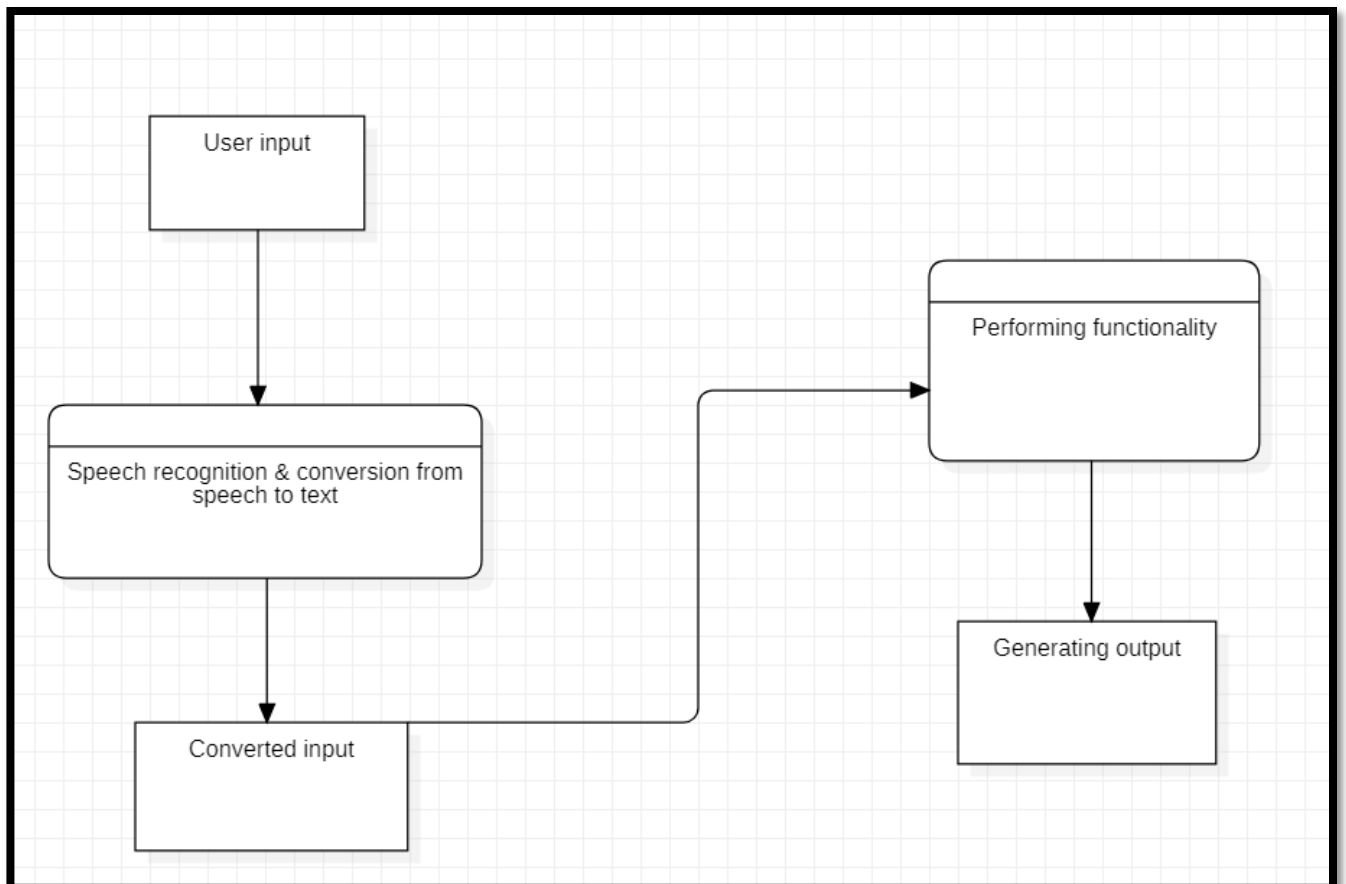 User input
Speech recognition & conversion from
speech to text
Converted input
Performing functionality
Generating output